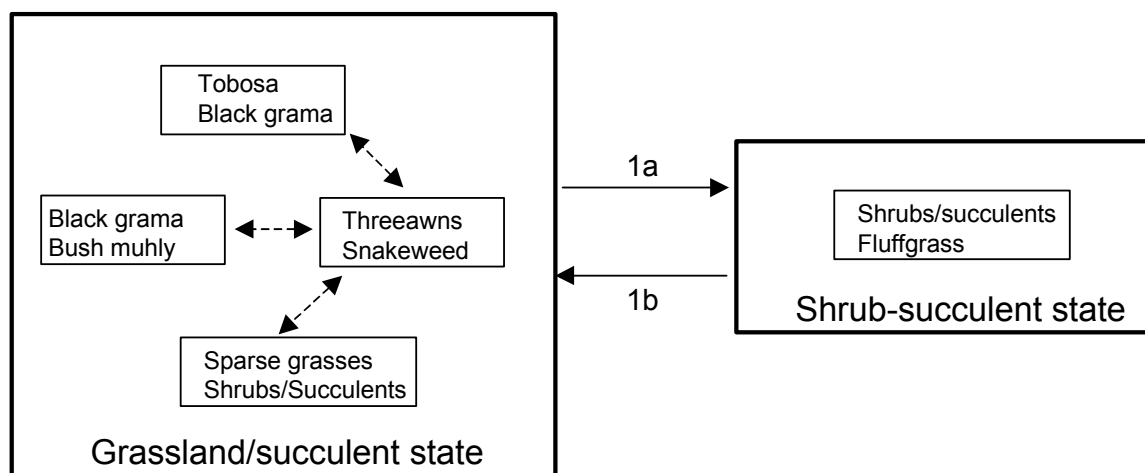 Tobosa
Black grama
Black grama
Bush muhly
Threeawns
Snakeweed
Sparse grasses
Shrubs/Succulents
Grassland/succulent state
1a
1b
Shrubs/succulents
Fluffgrass
Shrub-succulent state